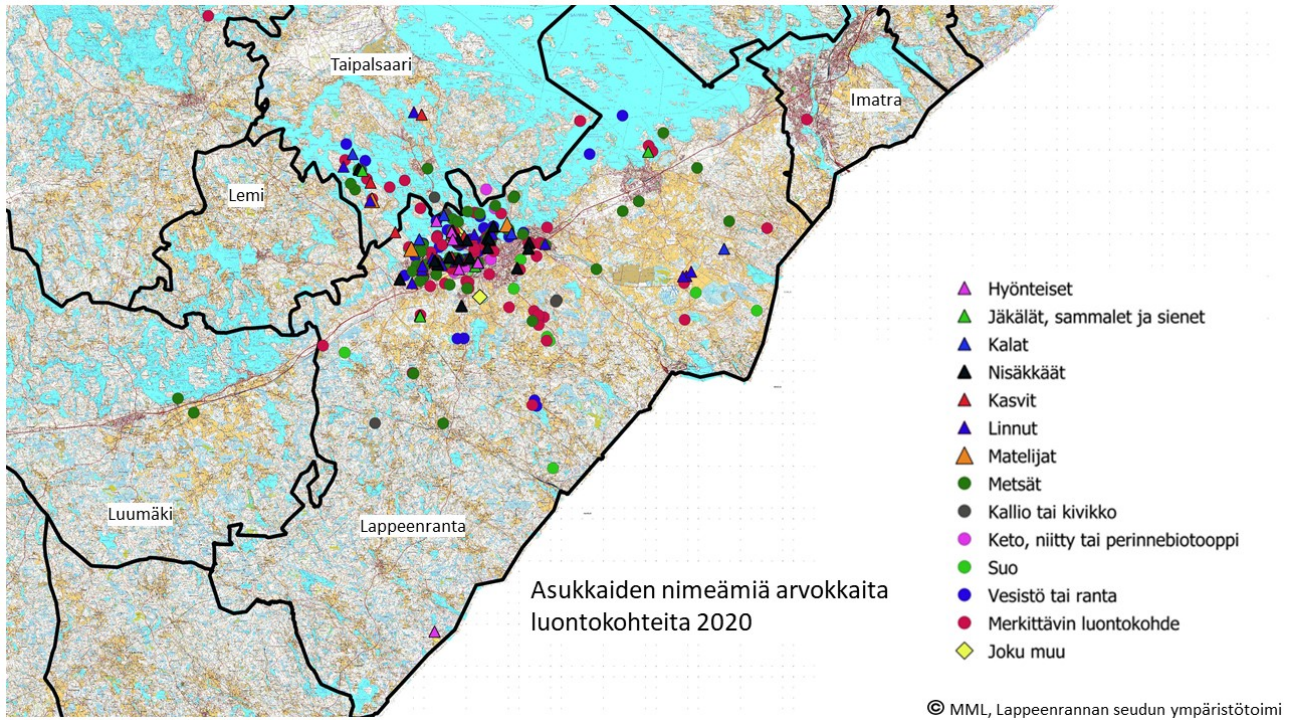 Taipalsaari
Imatra
Lemi
Luumäki
Lappeenranta
Hyönteiset
Jäkälät, sammalet ja sienet
Kalat
Nisäkkäät
Kasvit
Linnut
Matelijat
Metsät
Kallio tai kivikko
Keto, niitty tai perinnebiotooppi
Suo
Vesistö tai ranta
Merkittävin luontokohde
Joku muu
Asukkaiden nimeämiä arvokkaita
luontokohteita 2020
© MML, Lappeenrannan seudun ympäristötoimi